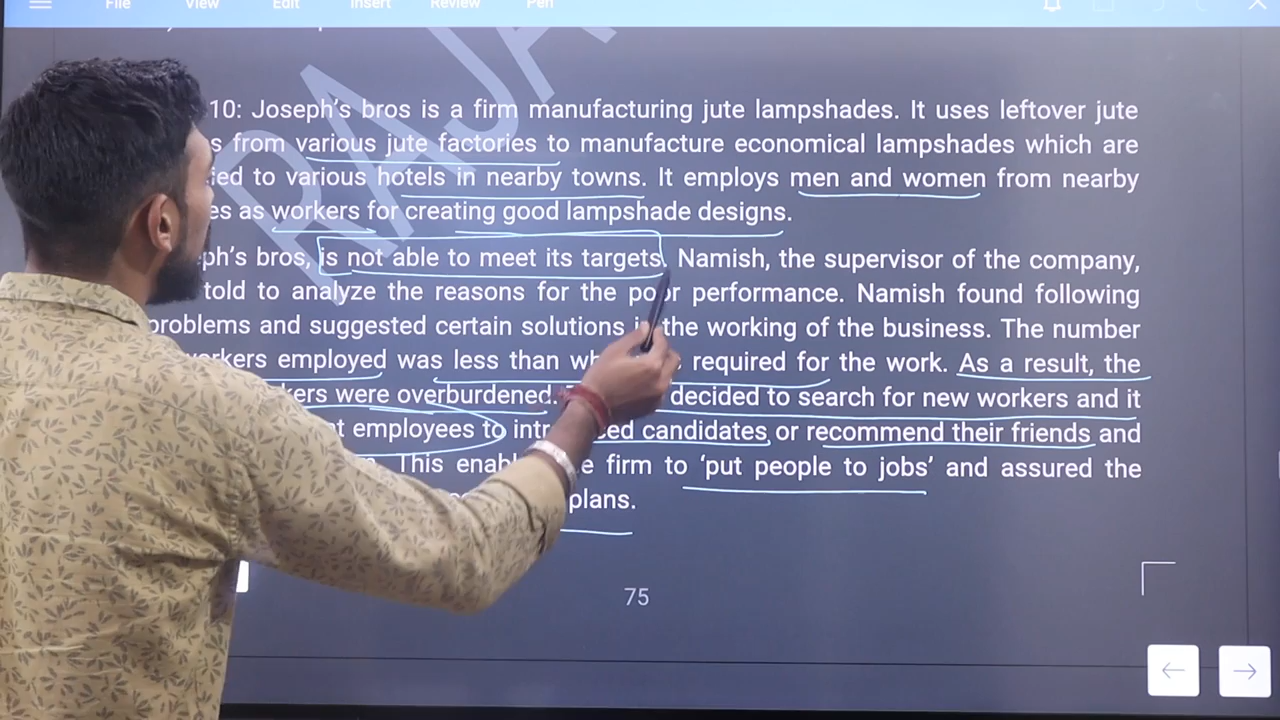 File View Edit Insert Review Pen
RAJA
10: Joseph's bros is a firm manufacturing jute lampshades. It uses leftover jute
from various jute factories to manufacture economical lampshades which are
to various hotels in nearby towns. It employs men and women from nearby
as workers for creating good lampshade designs.
bros, is not able to meet its targets. Namish, the supervisor of the company,
told to analyze the reasons for the poor performance. Namish found following
problems and suggested certain solutions in the working of the business. The number
workers employed was less than required for the work. As a result, the
were overburdened. decided to search for new workers and it
employees to candidates, or recommend their friends and
This firm to 'put people to jobs' and assured the
plans.
75